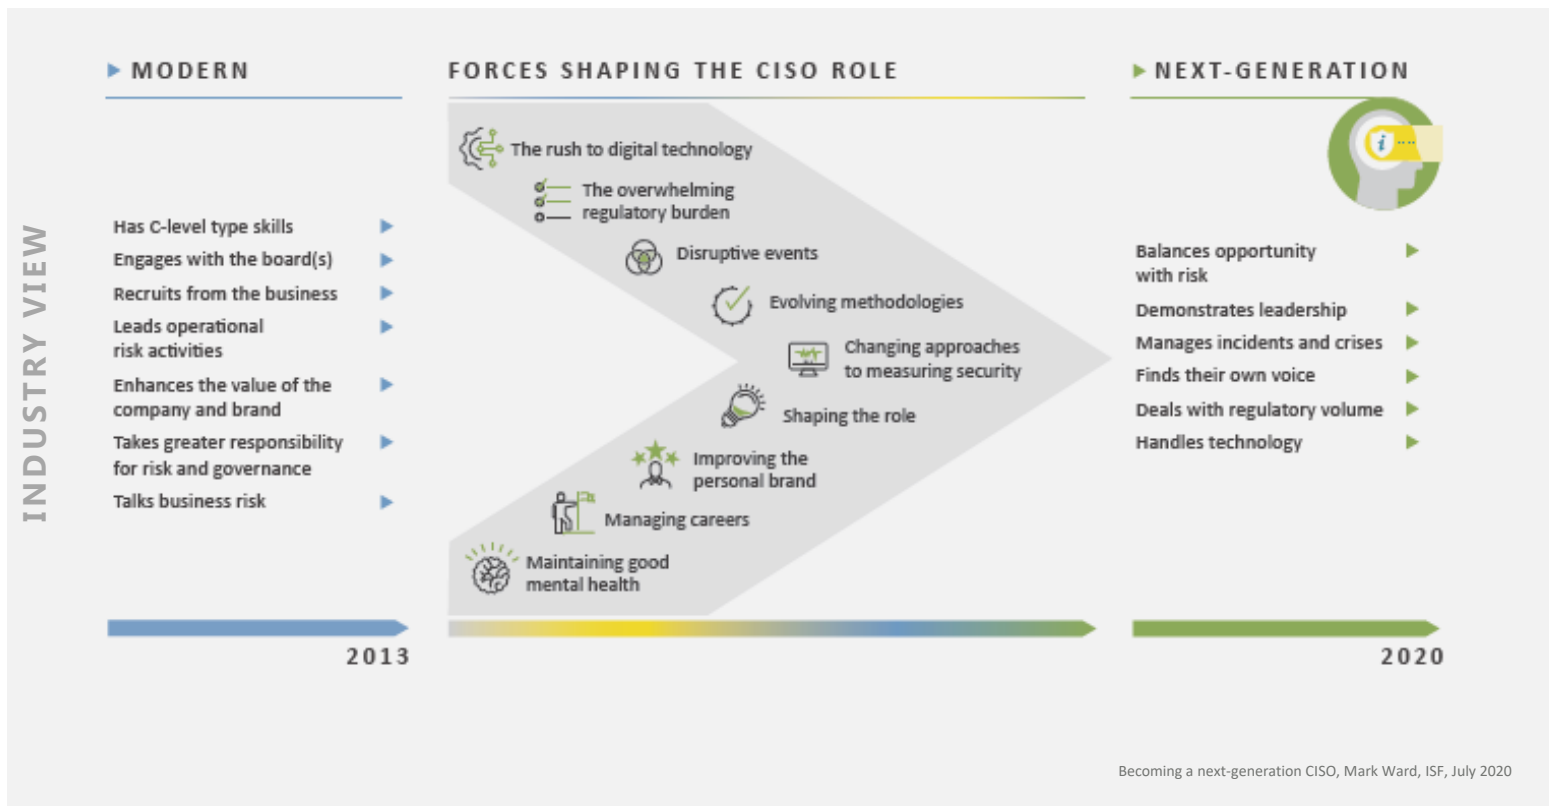 INDUSTRY VIEW
MODERN
Has C-level type skills
Engages with the board(s)
Recruits from the business
Leads operational
risk activities
Enhances the value of the
company and brand
Takes greater responsibility
for risk and governance
Talks business risk
2013
FORCES SHAPING THE CISO ROLE
The rush to digital technology
The overwhelming
regulatory burden
Disruptive events
Evolving methodologies
Changing approaches
to measuring security
Shaping the role
Improving the
personal brand
Managing careers
Maintaining good
mental health
NEXT-GENERATION
i
Balances opportunity
with risk
Demonstrates leadership
Manages incidents and crises
Finds their own voice
Deals with regulatory volume
Handles technology
2020
Becoming a next-generation CISO, Mark Ward, ISF, July 2020